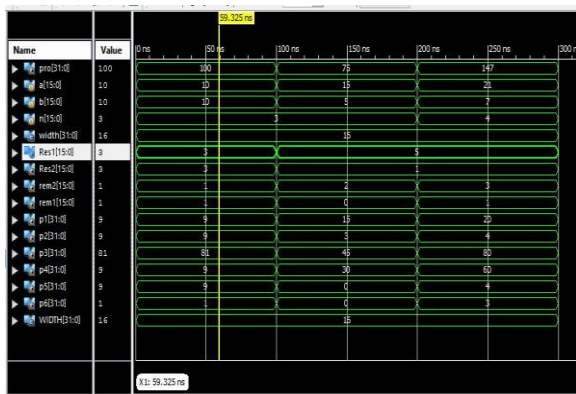 59.325 ns
Name Value 0 ns 50 ns 100 ns 150 ns 200 ns 250 ns 300 n
pro[31:0] 100 100 75 147
a[15:0] 10 10 15 21
b[15:0] 10 10 5 7
n[15:0] 3 3 4
width[31:0] 16 16
Res1[15:0] 3 3 5
Res2[15:0] 3 3 1
rem2[15:0] 1 1 2 3
rem1[15:0] 1 1 0 1
p1[31:0] 9 9 15 20
p2[31:0] 9 9 3 4
p3[31:0] 81 81 45 80
p4[31:0] 9 9 30 60
p5[31:0] 9 9 0 4
p6[31:0] 1 1 0 3
WIDTH[31:0] 16 16
X1: 59.325 ns